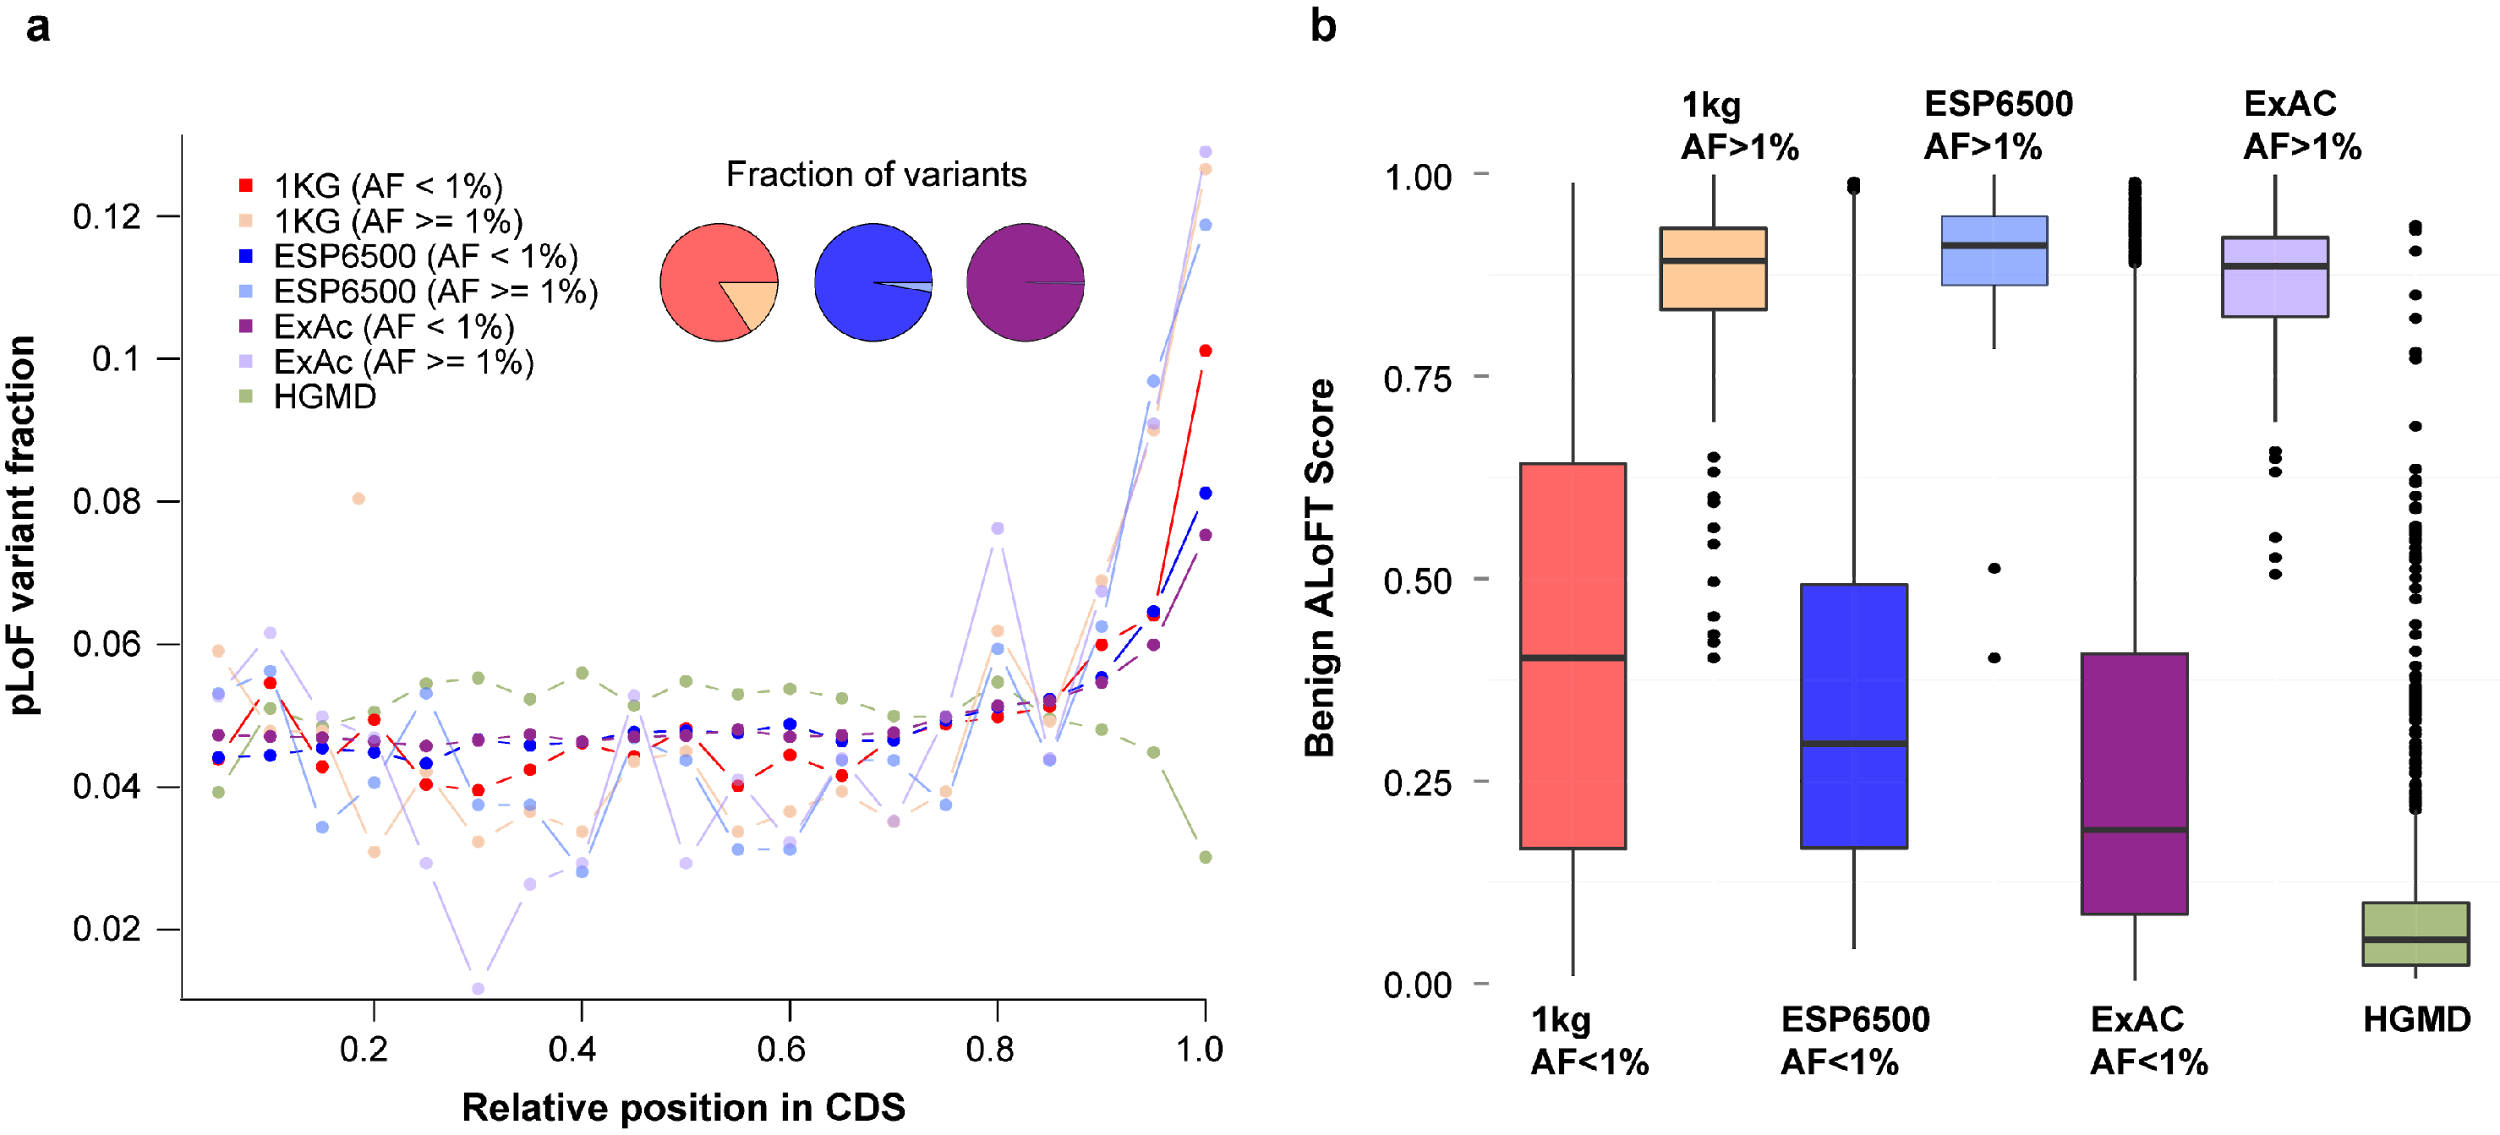 a
pLoF variant fraction
0.12
0.1
0.08
0.06
0.04
0.02
1KG (AF < 1%)
1KG (AF >= 1%)
ESP6500 (AF < 1%)
ESP6500 (AF >= 1%)
ExAc (AF < 1%)
ExAc (AF >= 1%)
HGMD
Fraction of variants
0.2
0.4
0.6
0.8
1.0
Relative position in CDS
b
Benign ALoFT Score
1.00
0.75
0.50
0.25
0.00
1kg
AF>1%
ESP6500
AF>1%
ExAC
AF>1%
1kg
AF<1%
ESP6500
AF<1%
ExAC
AF<1%
HGMD